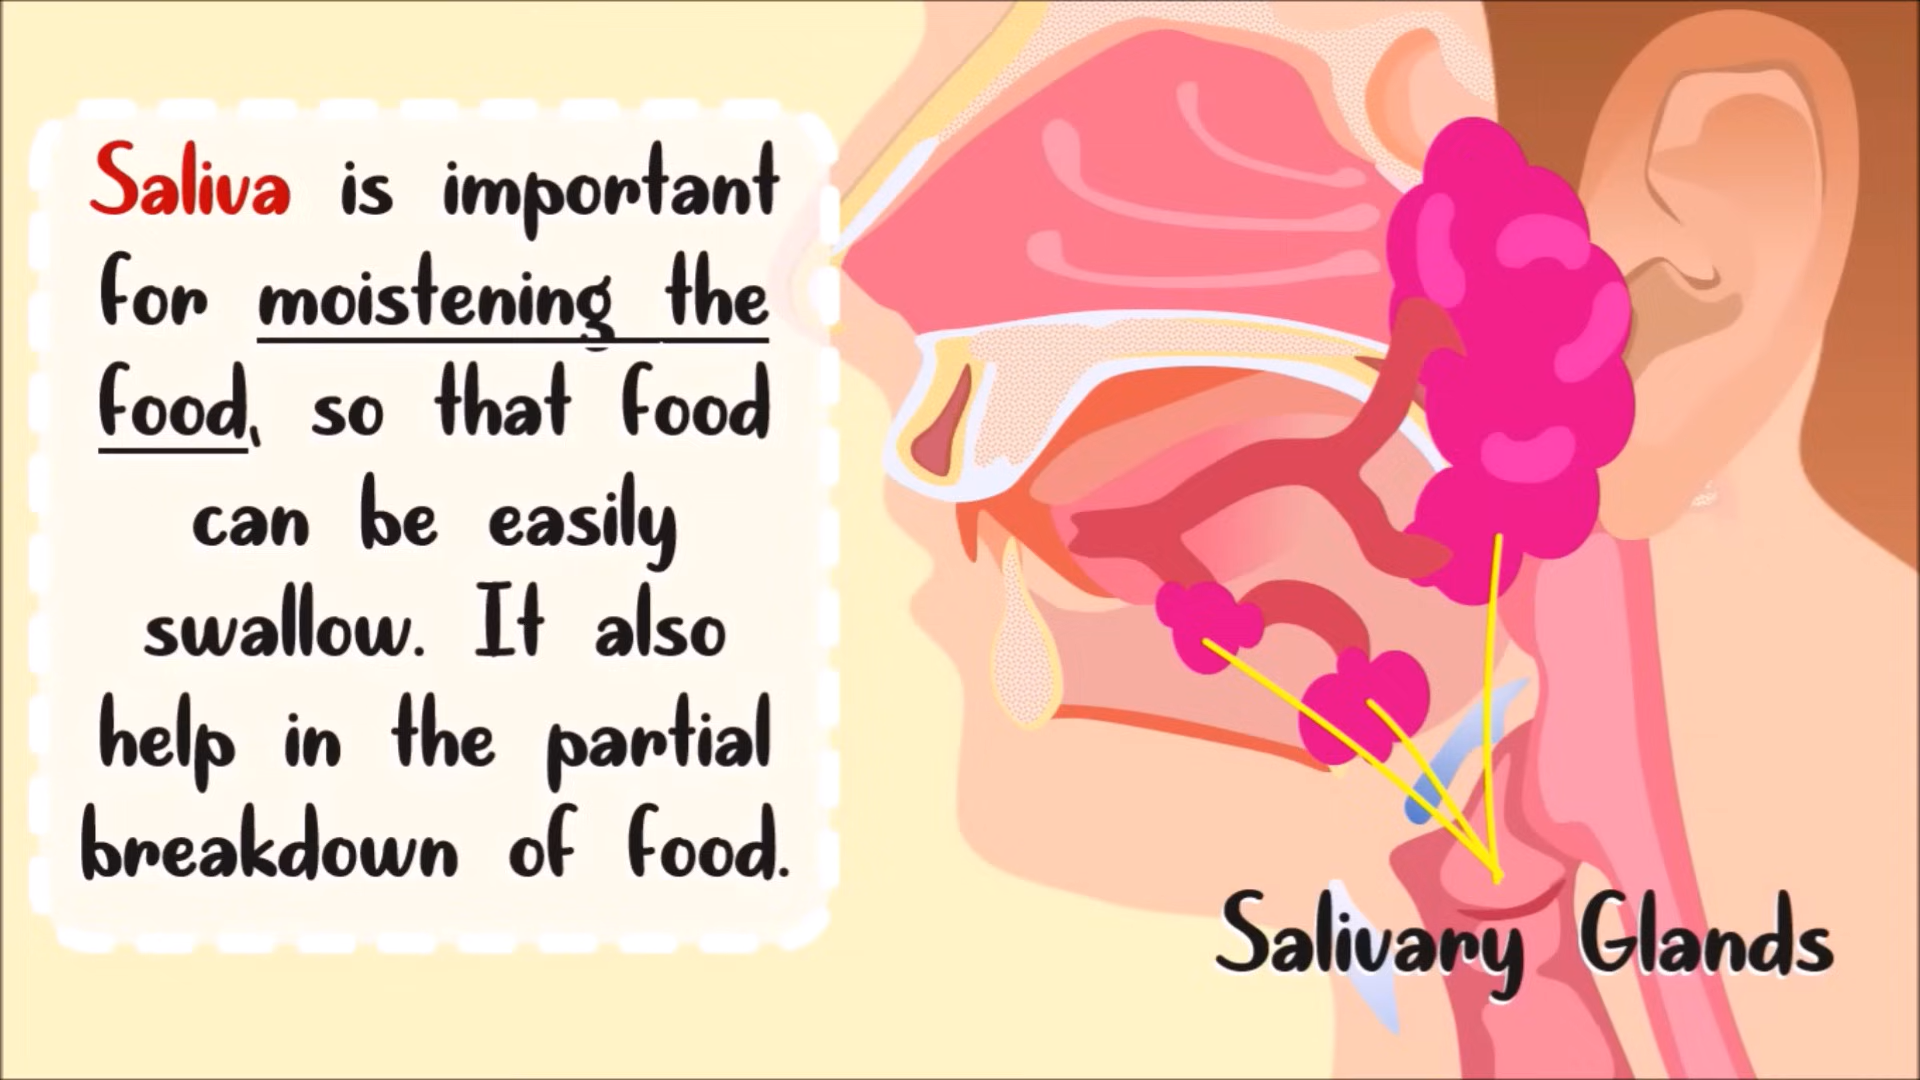 Saliva is important
for moistening the
food, so that food
can be easily
swallow. It also
help in the partial
breakdown of food.
Salivary Glands